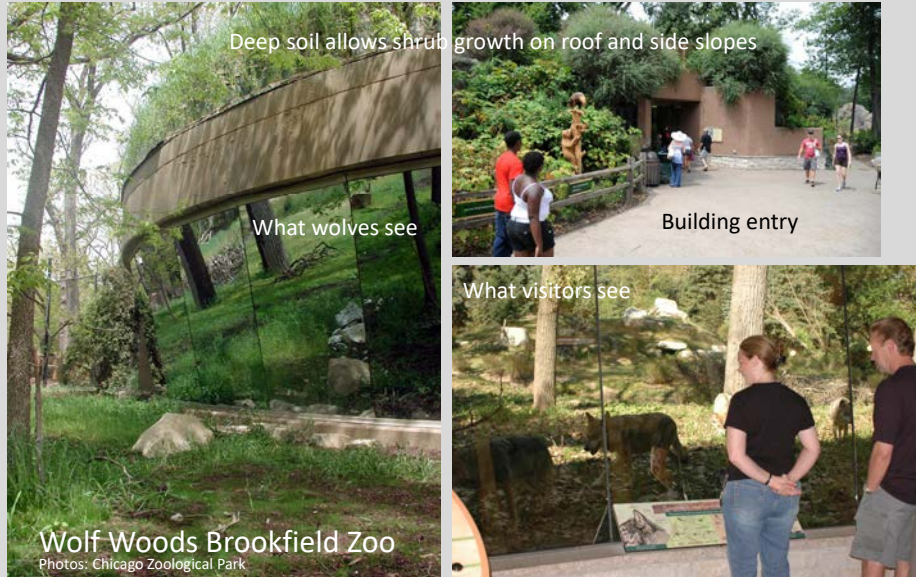 Deep soil allows shrub growth on roof and side slopes
What wolves see
Building entry
What visitors see
Wolf Woods Brookfield Zoo
Photos: Chicago Zoological Park